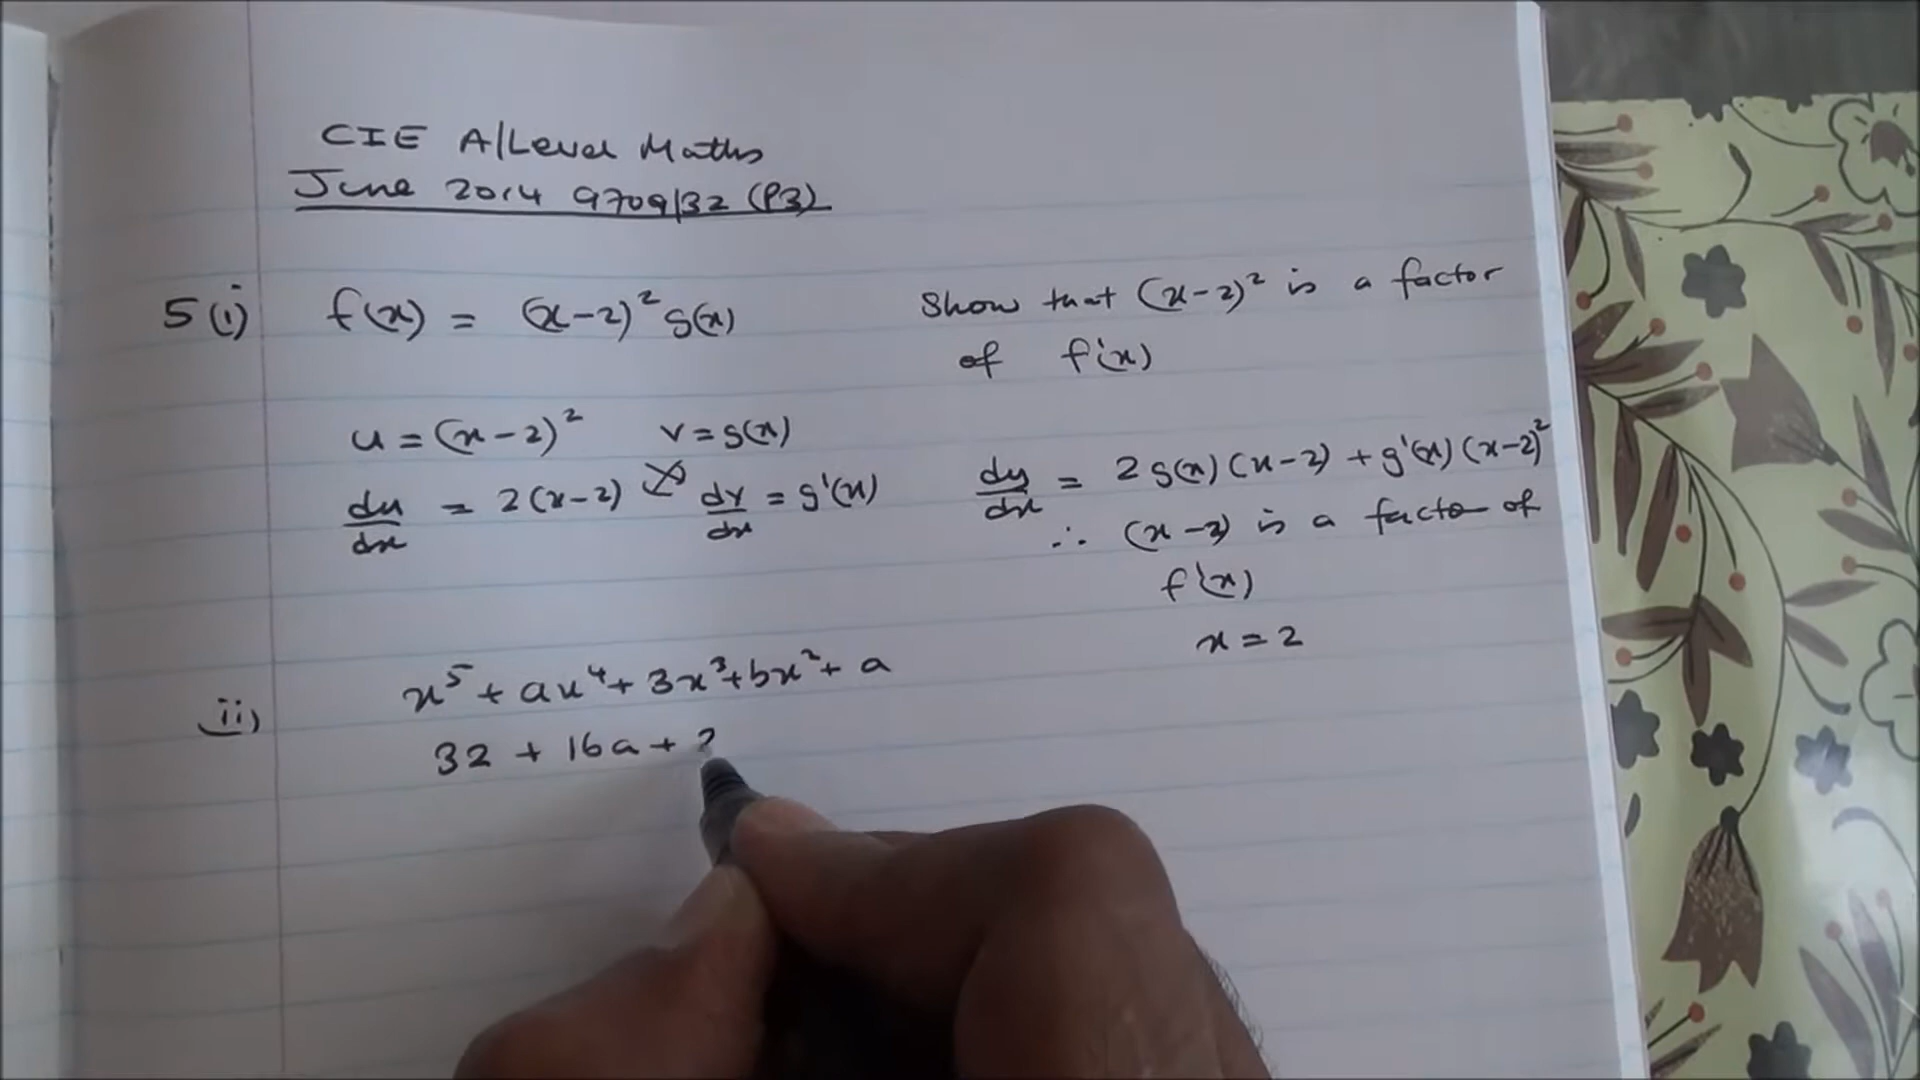 CIE A/Level Maths
June 2014 9709/32 (P3)
5(i) f(x) = (x-2)² g(x)
Show that (x-2)² is a factor
of f'(x)
u = (x-2)² v = g(x)
du/dx = 2(x-2) dv/dx = g'(x)
dy/dx = 2g(x)(x-2) + g'(x)(x-2)²
∴ (x-2) is a factor of
f'(x)
x = 2
ii) x⁵ + ax⁴ + 3x³ + bx² + a
32 + 16a +